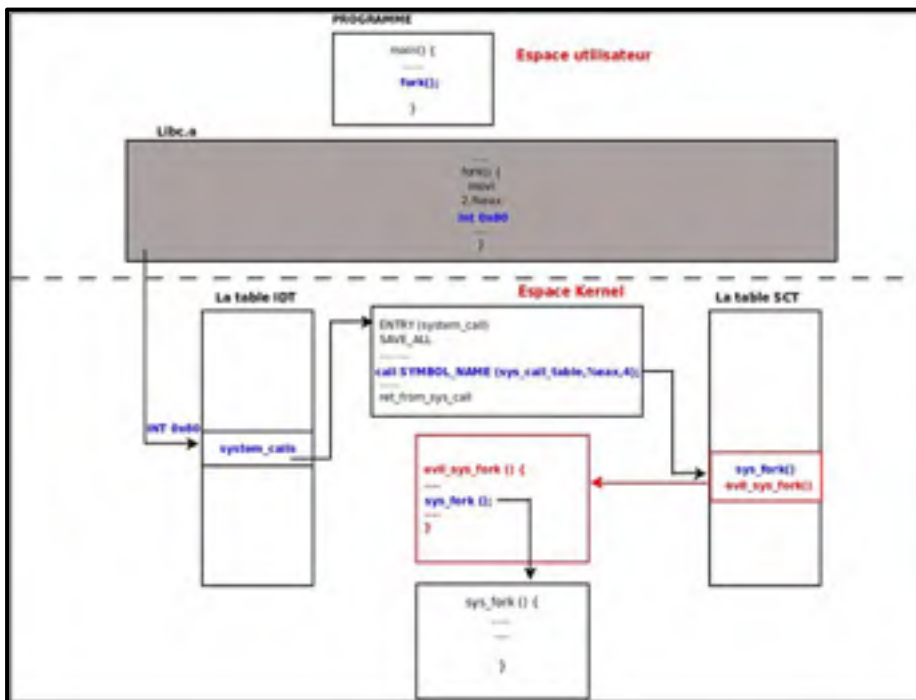 PROGRAMME
main() {
......
fork();
}
Espace utilisateur
Libc.a
......
fork() {
movl
2,%eax
Int 0x80
......
}
La table IDT
Espace Kernel
La table SCT
ENTRY (system_call)
SAVE_ALL
......
call SYMBOL_NAME (sys_call_table,%eax,4);
......
ret_from_sys_call
INT 0x80
system_calls
evil_sys_fork () {
....
sys_fork ();
....
}
sys_fork()
evil_sys_fork()
sys_fork () {
.....
....
}